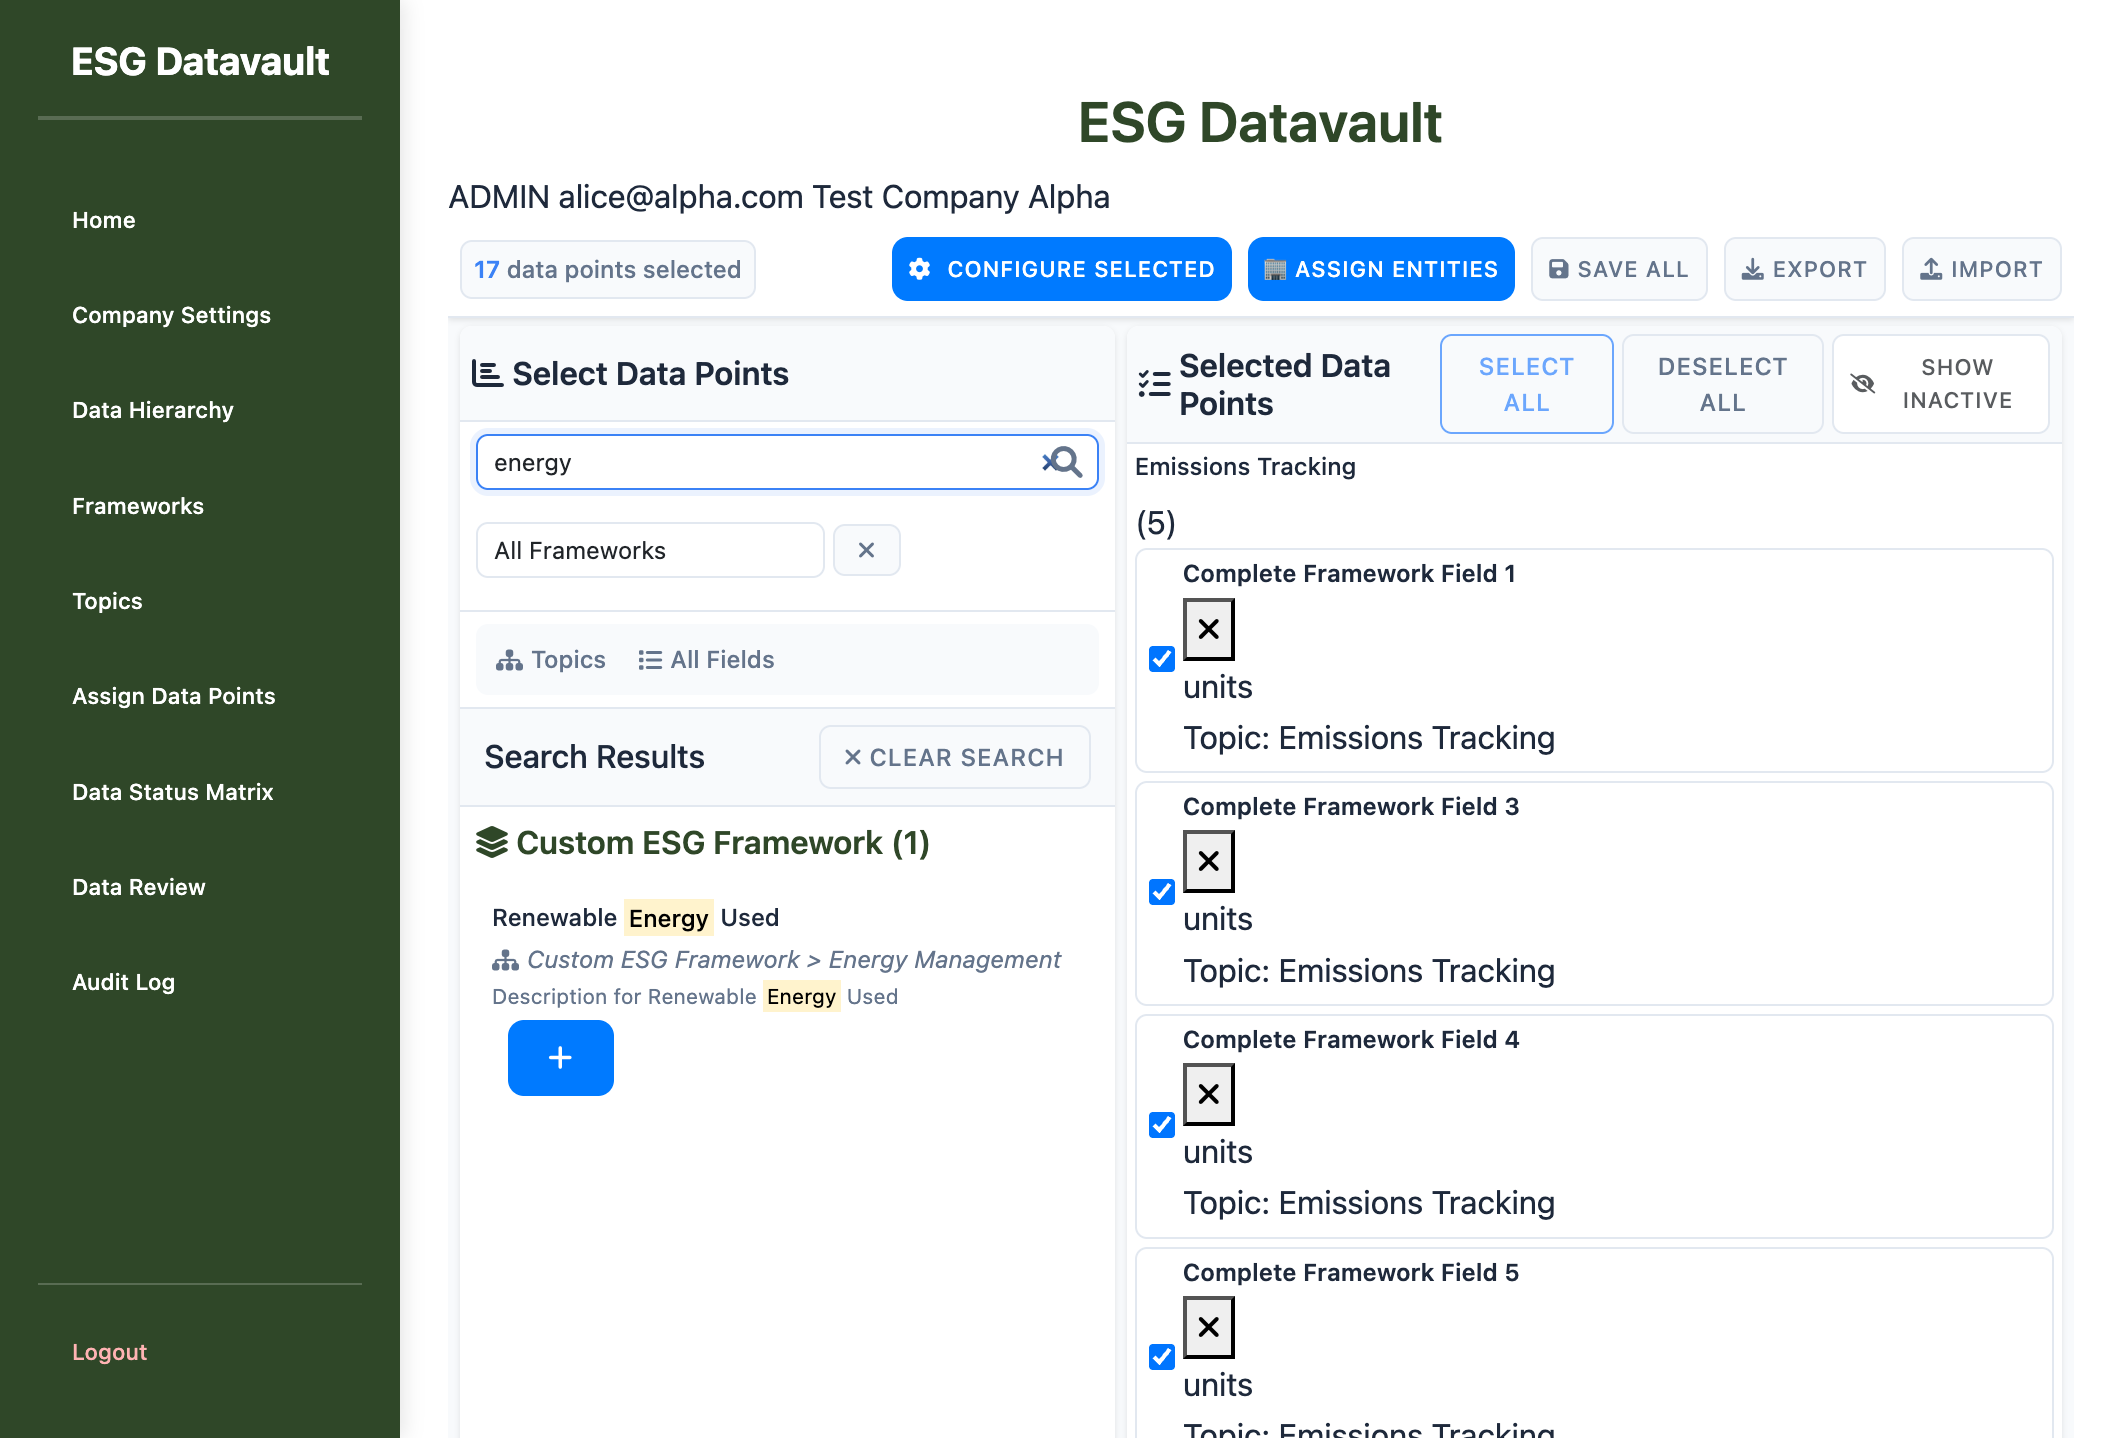 ESG Datavault
Home
Company Settings
Data Hierarchy
Frameworks
Topics
Assign Data Points
Data Status Matrix
Data Review
Audit Log
Logout
ESG Datavault
ADMIN alice@alpha.com Test Company Alpha
17 data points selected
CONFIGURE SELECTED
ASSIGN ENTITIES
SAVE ALL
EXPORT
IMPORT
Select Data Points
energy
All Frameworks
Topics
All Fields
Search Results
CLEAR SEARCH
Custom ESG Framework (1)
Renewable Energy Used
Custom ESG Framework > Energy Management
Description for Renewable Energy Used
+
Selected Data
Points
SELECT
ALL
DESELECT
ALL
SHOW
INACTIVE
Emissions Tracking
(5)
Complete Framework Field 1
units
Topic: Emissions Tracking
Complete Framework Field 3
units
Topic: Emissions Tracking
Complete Framework Field 4
units
Topic: Emissions Tracking
Complete Framework Field 5
units
Topic: Emissions Tracking